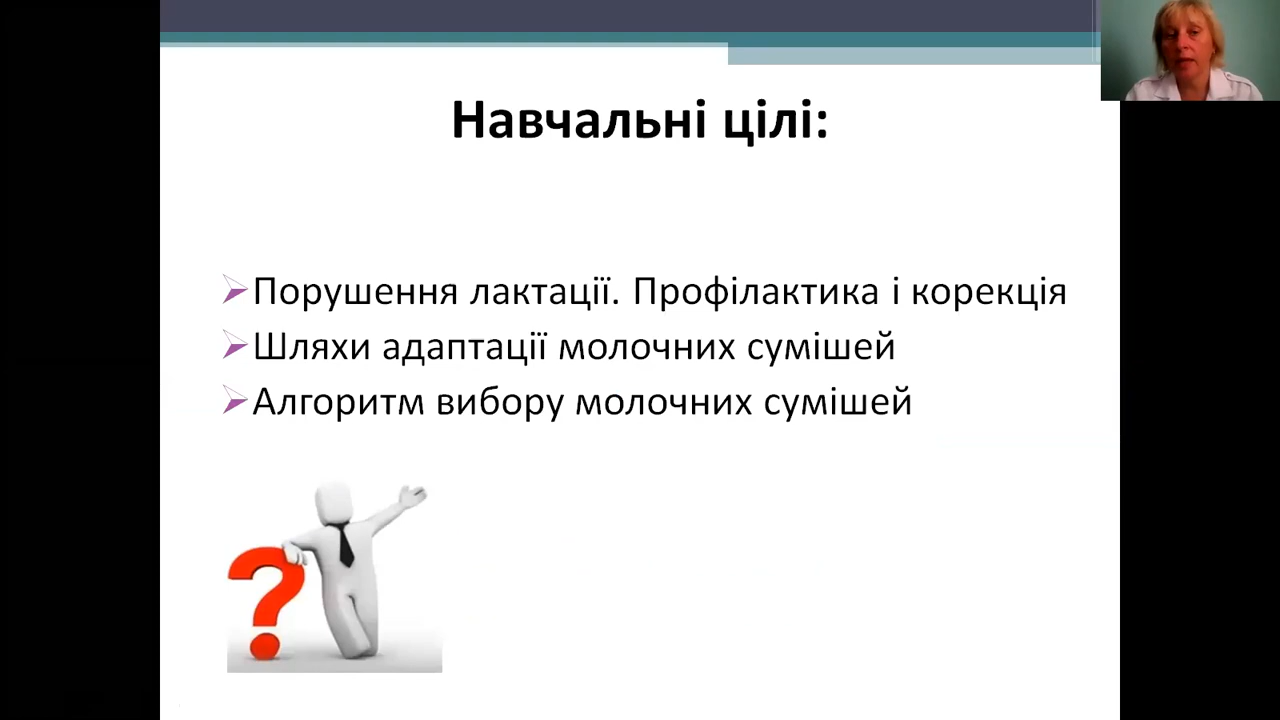 Навчальні цілі:
Порушення лактації. Профілактика і корекція
Шляхи адаптації молочних сумішей
Алгоритм вибору молочних сумішей
?